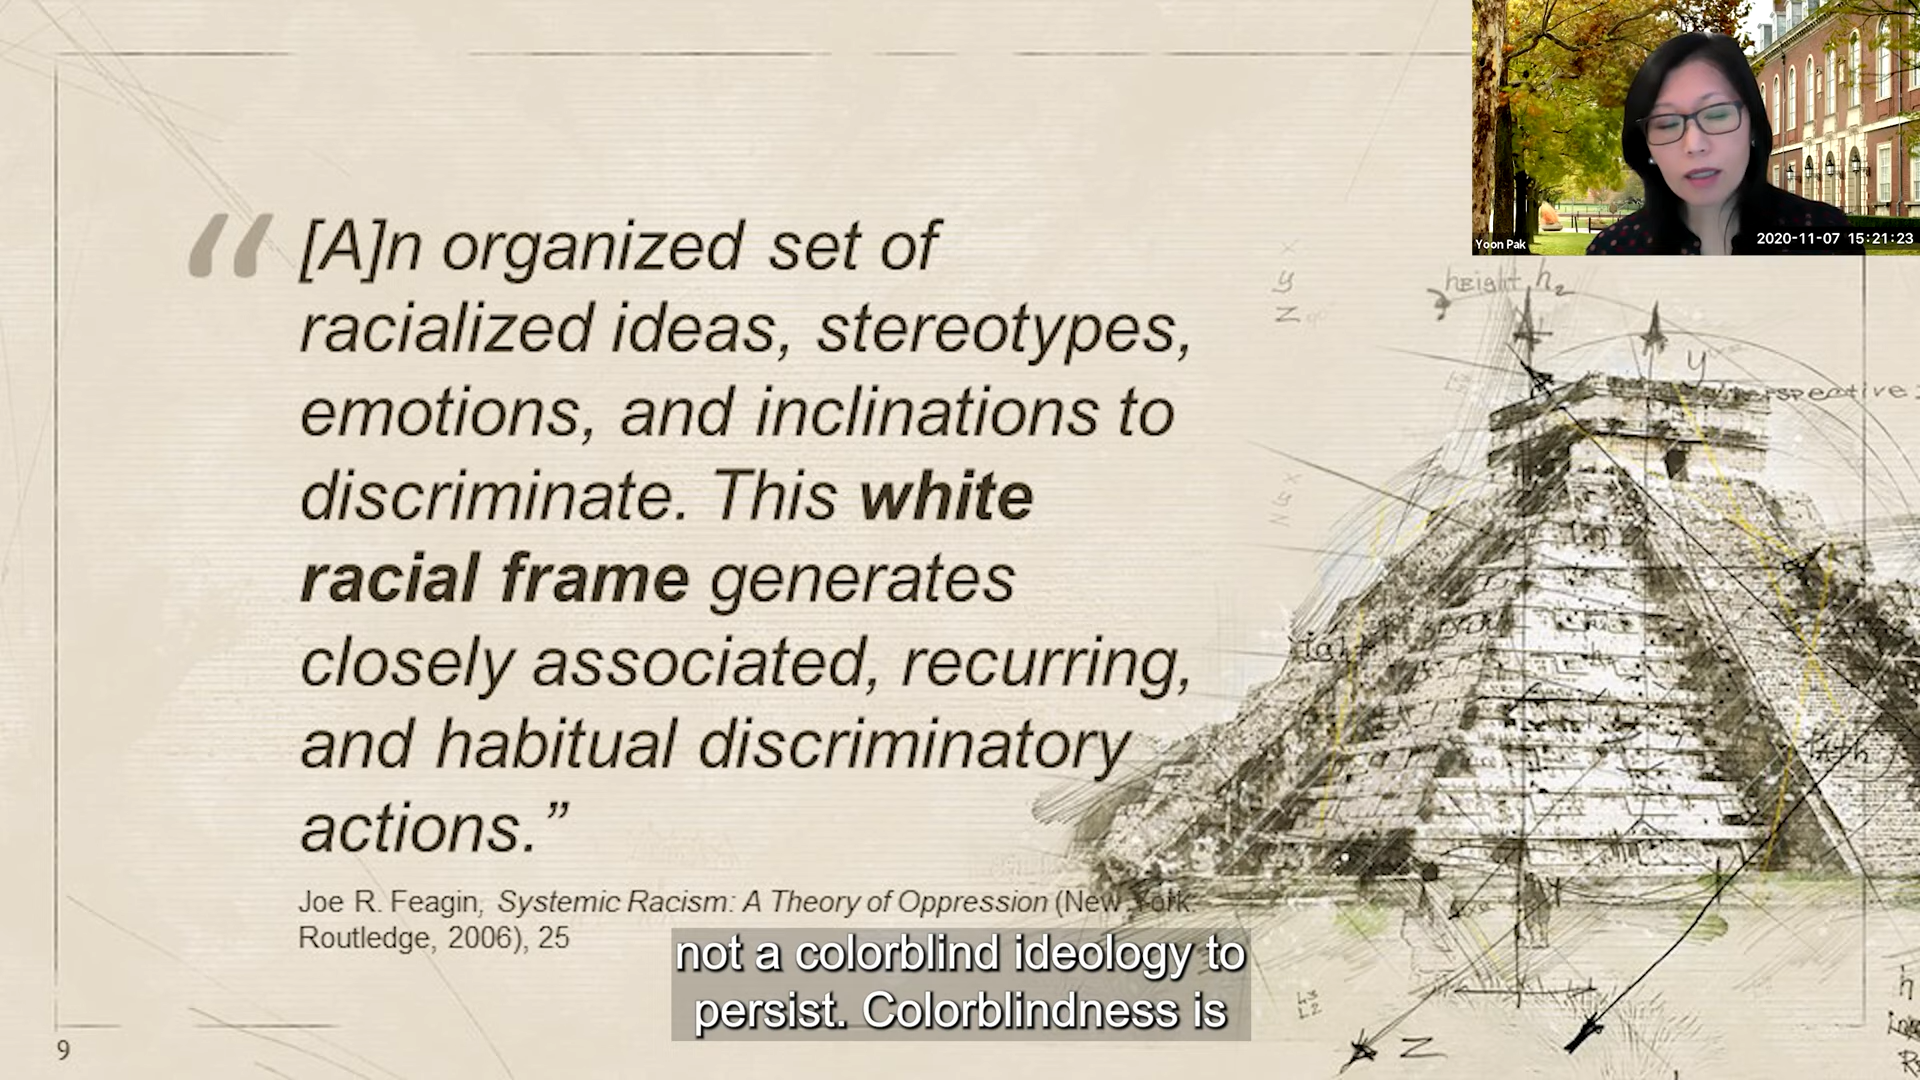 “
[A]n organized set of
racialized ideas, stereotypes,
emotions, and inclinations to
discriminate. This white
racial frame generates
closely associated, recurring,
and habitual discriminatory
actions.”
Joe R. Feagin, Systemic Racism: A Theory of Oppression (New York:
Routledge, 2006), 25
9
Yoon Pak
2020-11-07 15:21:23
height h2
x
y
z
y
z
not a colorblind ideology to
persist. Colorblindness is